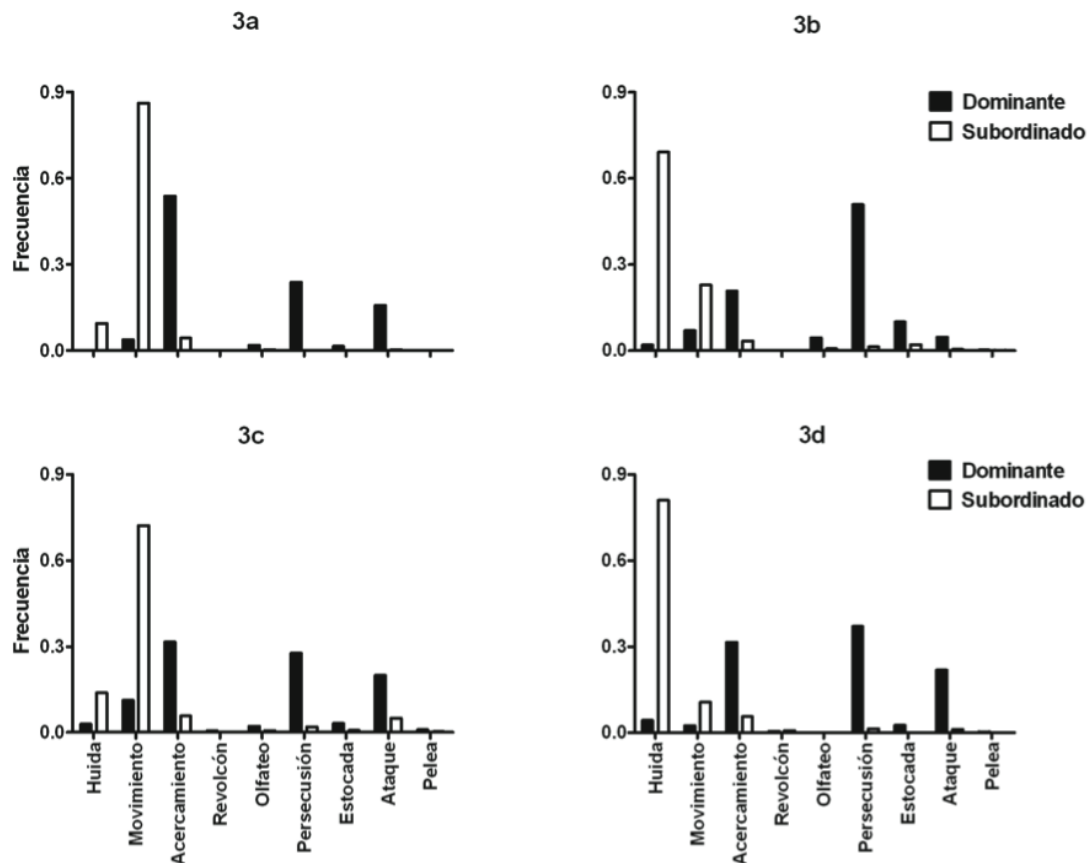 3a
0.9
0.6
0.3
0.0
Frecuencia
3b
0.9
0.6
0.3
0.0
Dominante
Subordinado
3c
0.9
0.6
0.3
0.0
Frecuencia
Huida
Movimiento
Acercamiento
Revolcón
Olfateo
Persecusión
Estocada
Ataque
Pelea
3d
0.9
0.6
0.3
0.0
Dominante
Subordinado
Huida
Movimiento
Acercamiento
Revolcón
Olfateo
Persecusión
Estocada
Ataque
Pelea